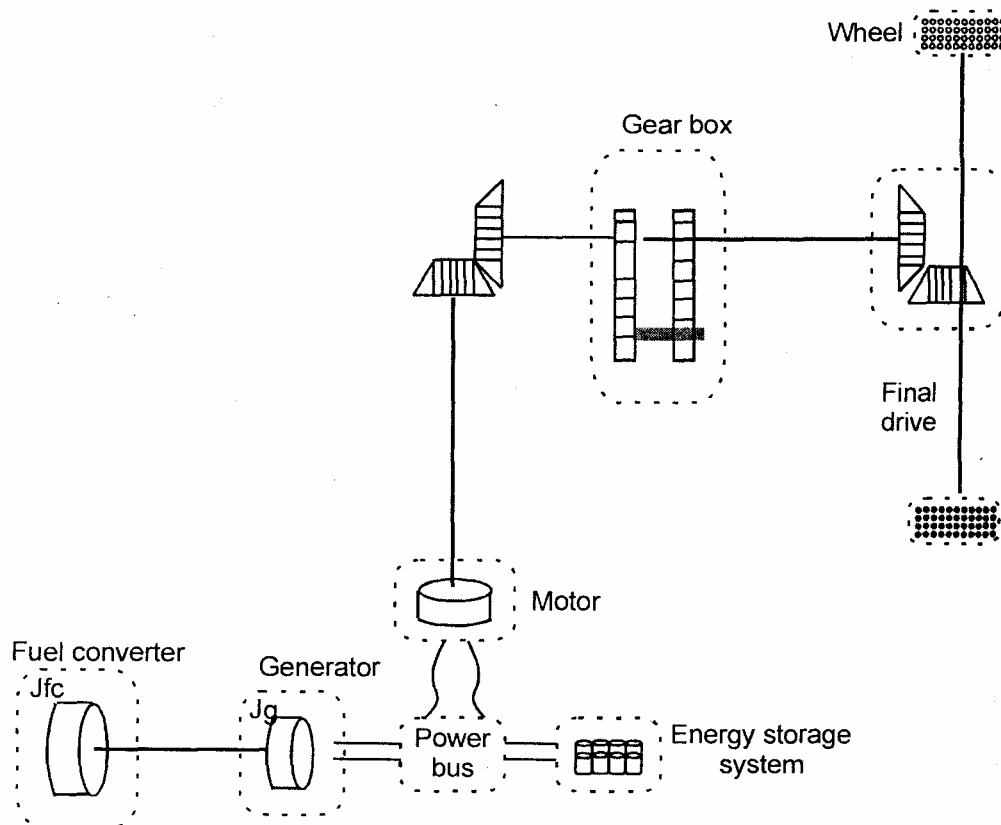 Wheel
Gear box
Final
drive
Motor
Fuel converter
Jfc
Generator
Jg
Power
bus
Energy storage
system